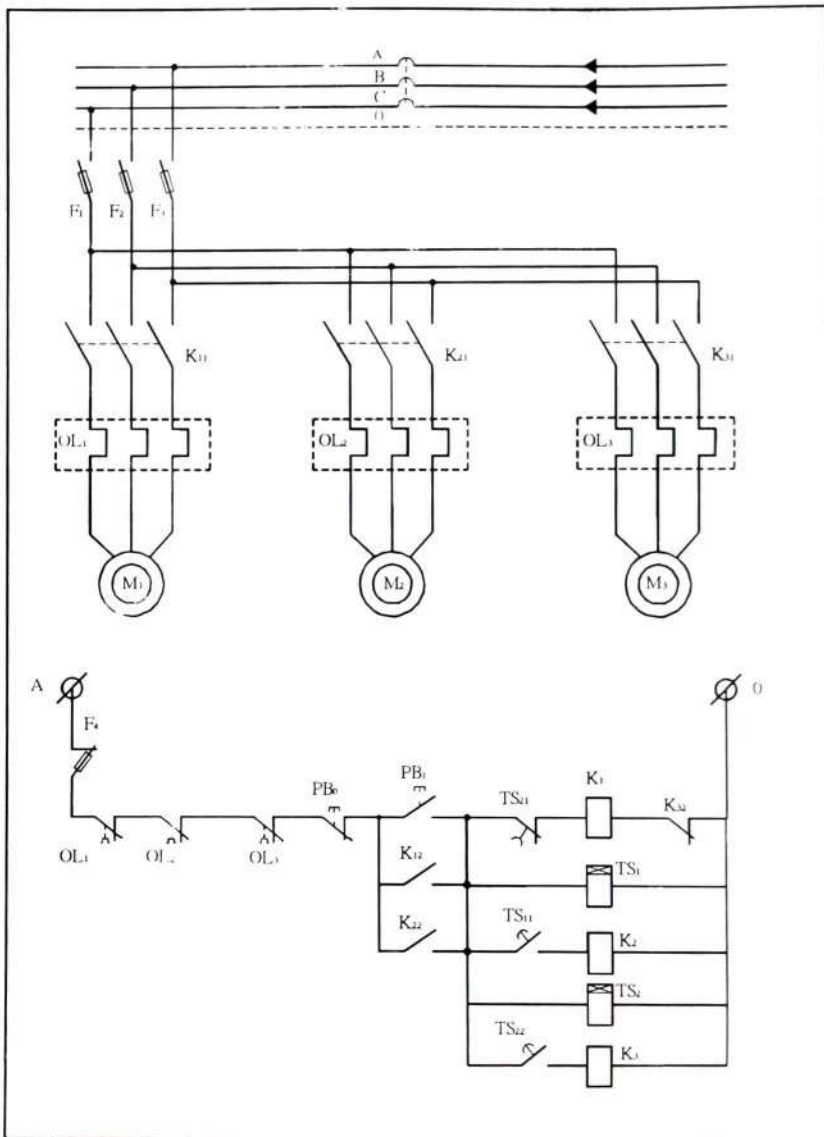 A
B
C
0
F₁ F₂ F₃
K₁₁ K₂₁ K₃₁
OL₁ OL₂ OL₃
M₁ M₂ M₃
A 0
F₄
PB₀ PB₁ TS₂₁ K₁ K₃₂
OL₁ OL₂ OL₃
K₁₂ TS₁
K₂₂ TS₁₁ K₂
TS₂
TS₂₂ K₃